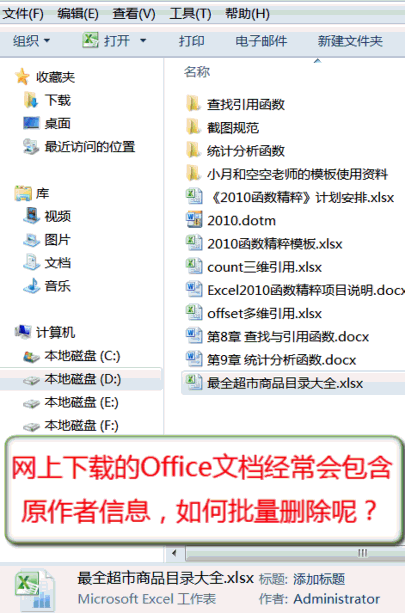 文件(F) 编辑(E) 查看(V) 工具(T) 帮助(H)
组织 打开 打印 电子邮件 新建文件夹
收藏夹
下载
桌面
最近访问的位置
库
视频
图片
文档
音乐
计算机
本地磁盘 (C:)
本地磁盘 (D:)
本地磁盘 (E:)
本地磁盘 (F:)
名称
查找引用函数
截图规范
统计分析函数
小月和空空老师的模板使用资料
《2010函数精粹》计划安排.xlsx
2010.dotm
2010函数精粹模板.xlsx
count三维引用.xlsx
Excel2010函数精粹项目说明.docx
offset多维引用.xlsx
第8章 查找与引用函数.docx
第9章 统计分析函数.docx
最全超市商品目录大全.xlsx
网上下载的Office文档经常会包含
原作者信息，如何批量删除呢？
最全超市商品目录大全.xlsx 标题: 添加标题
Microsoft Excel 工作表 作者: Administrator